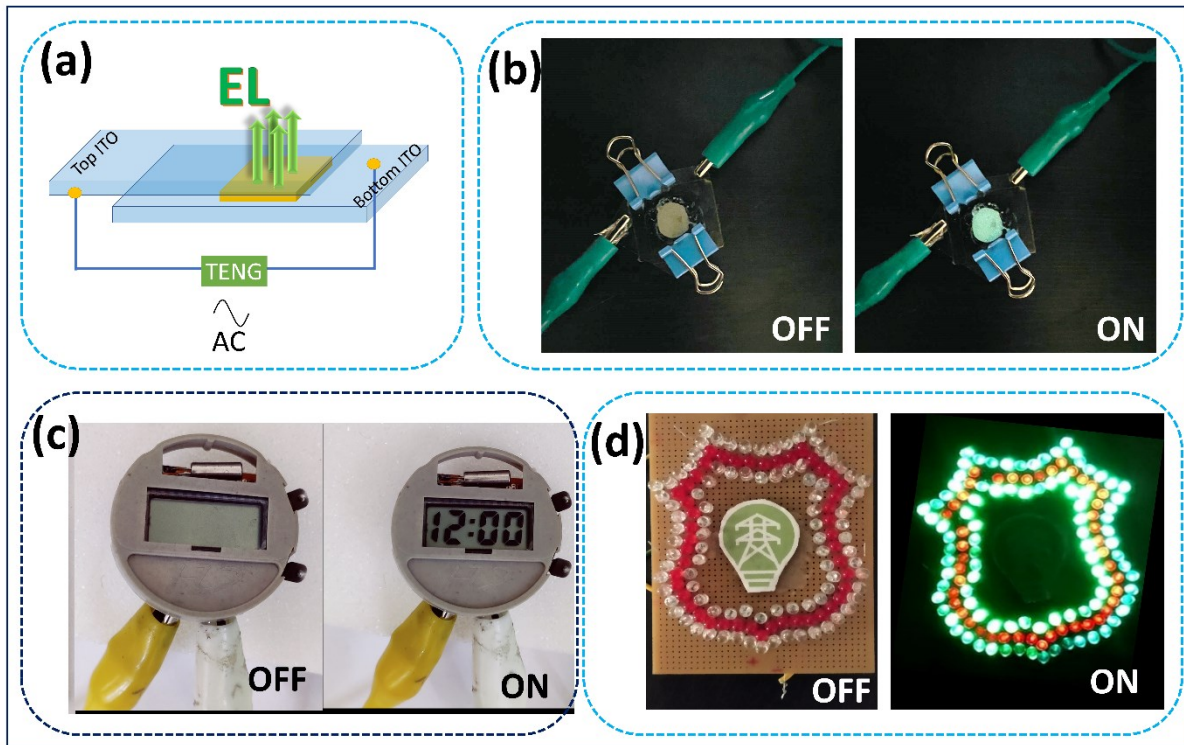 (a)
EL
Top ITO
Bottom ITO
TENG
AC
(b)
OFF
ON
(c)
12:00
OFF
ON
(d)
OFF
ON